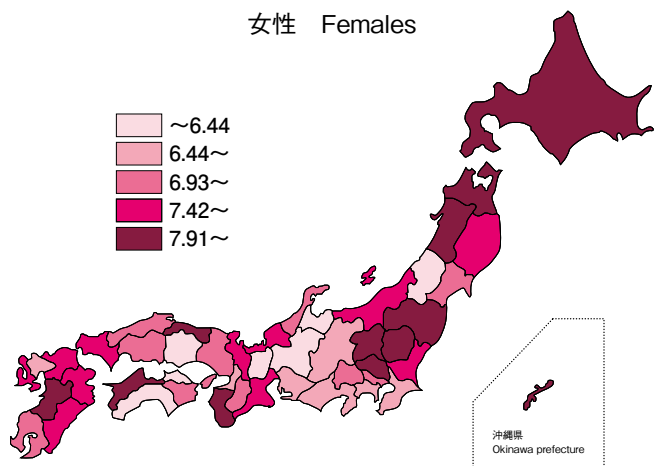 女性　Females
～6.44
6.44～
6.93～
7.42～
7.91～
沖縄県
Okinawa prefecture